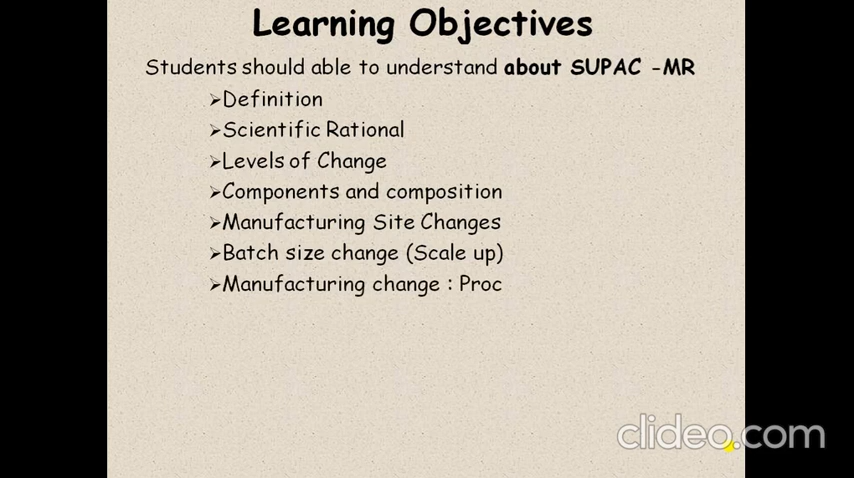 Learning Objectives
Students should able to understand about SUPAC -MR
➢Definition
➢Scientific Rational
➢Levels of Change
➢Components and composition
➢Manufacturing Site Changes
➢Batch size change (Scale up)
➢Manufacturing change : Proc
clideo.com